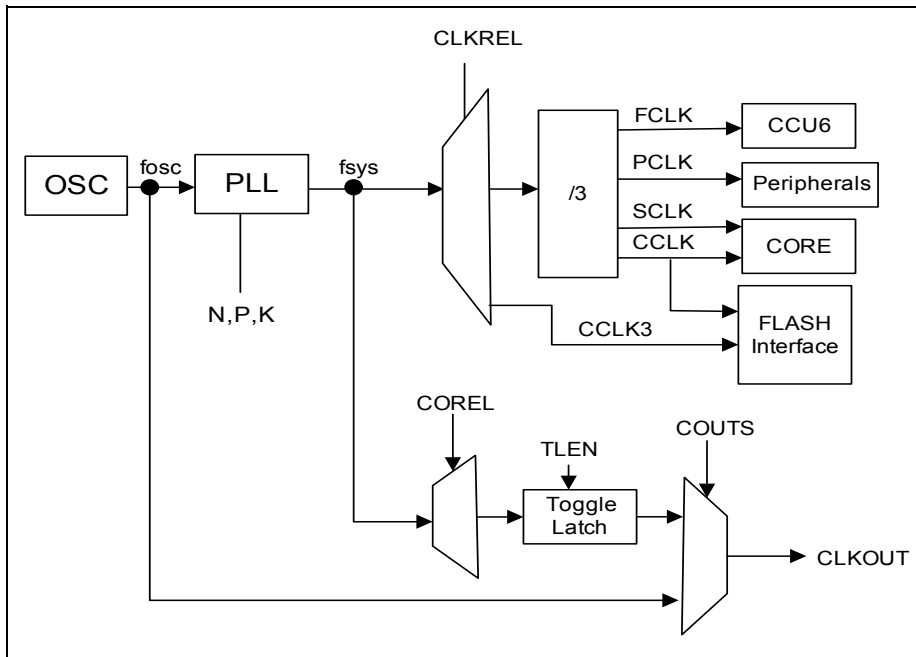 CLKREL
OSC
fosc
PLL
fsys
N,P,K
/3
FCLK
CCU6
PCLK
Peripherals
SCLK
CCLK
CORE
CCLK3
FLASH
Interface
COREL
TLEN
Toggle
Latch
COUTS
CLKOUT